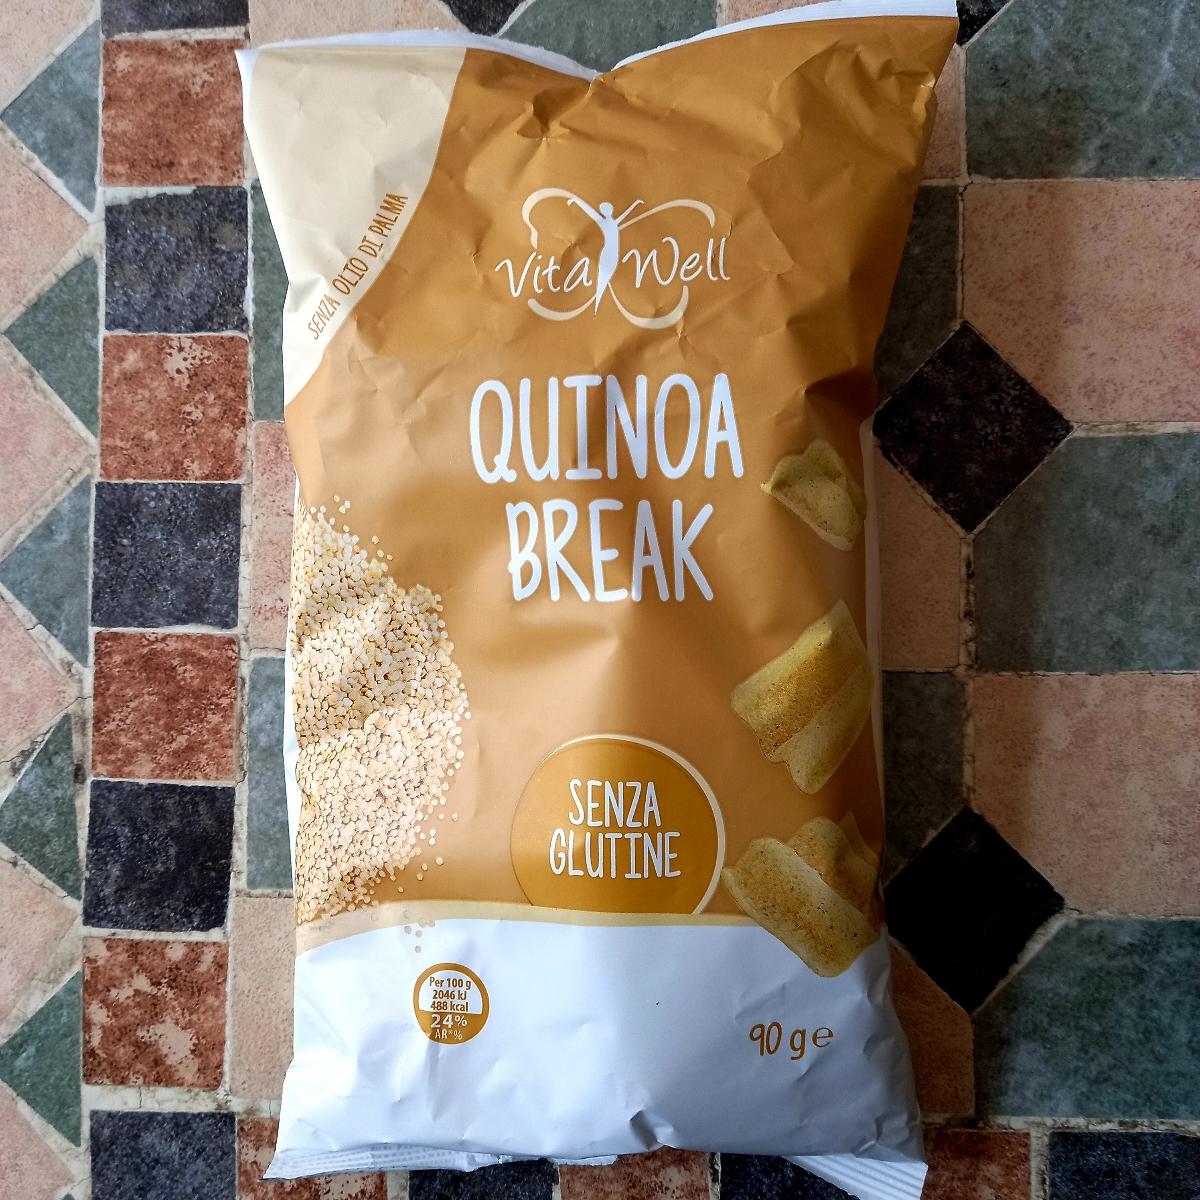 SENZA OLIO DI PALMA
Vita Well
QUINOA
BREAK
SENZA
GLUTINE
Per 100 g
2046 kJ
488 kcal
24%
AR*%
90 g e